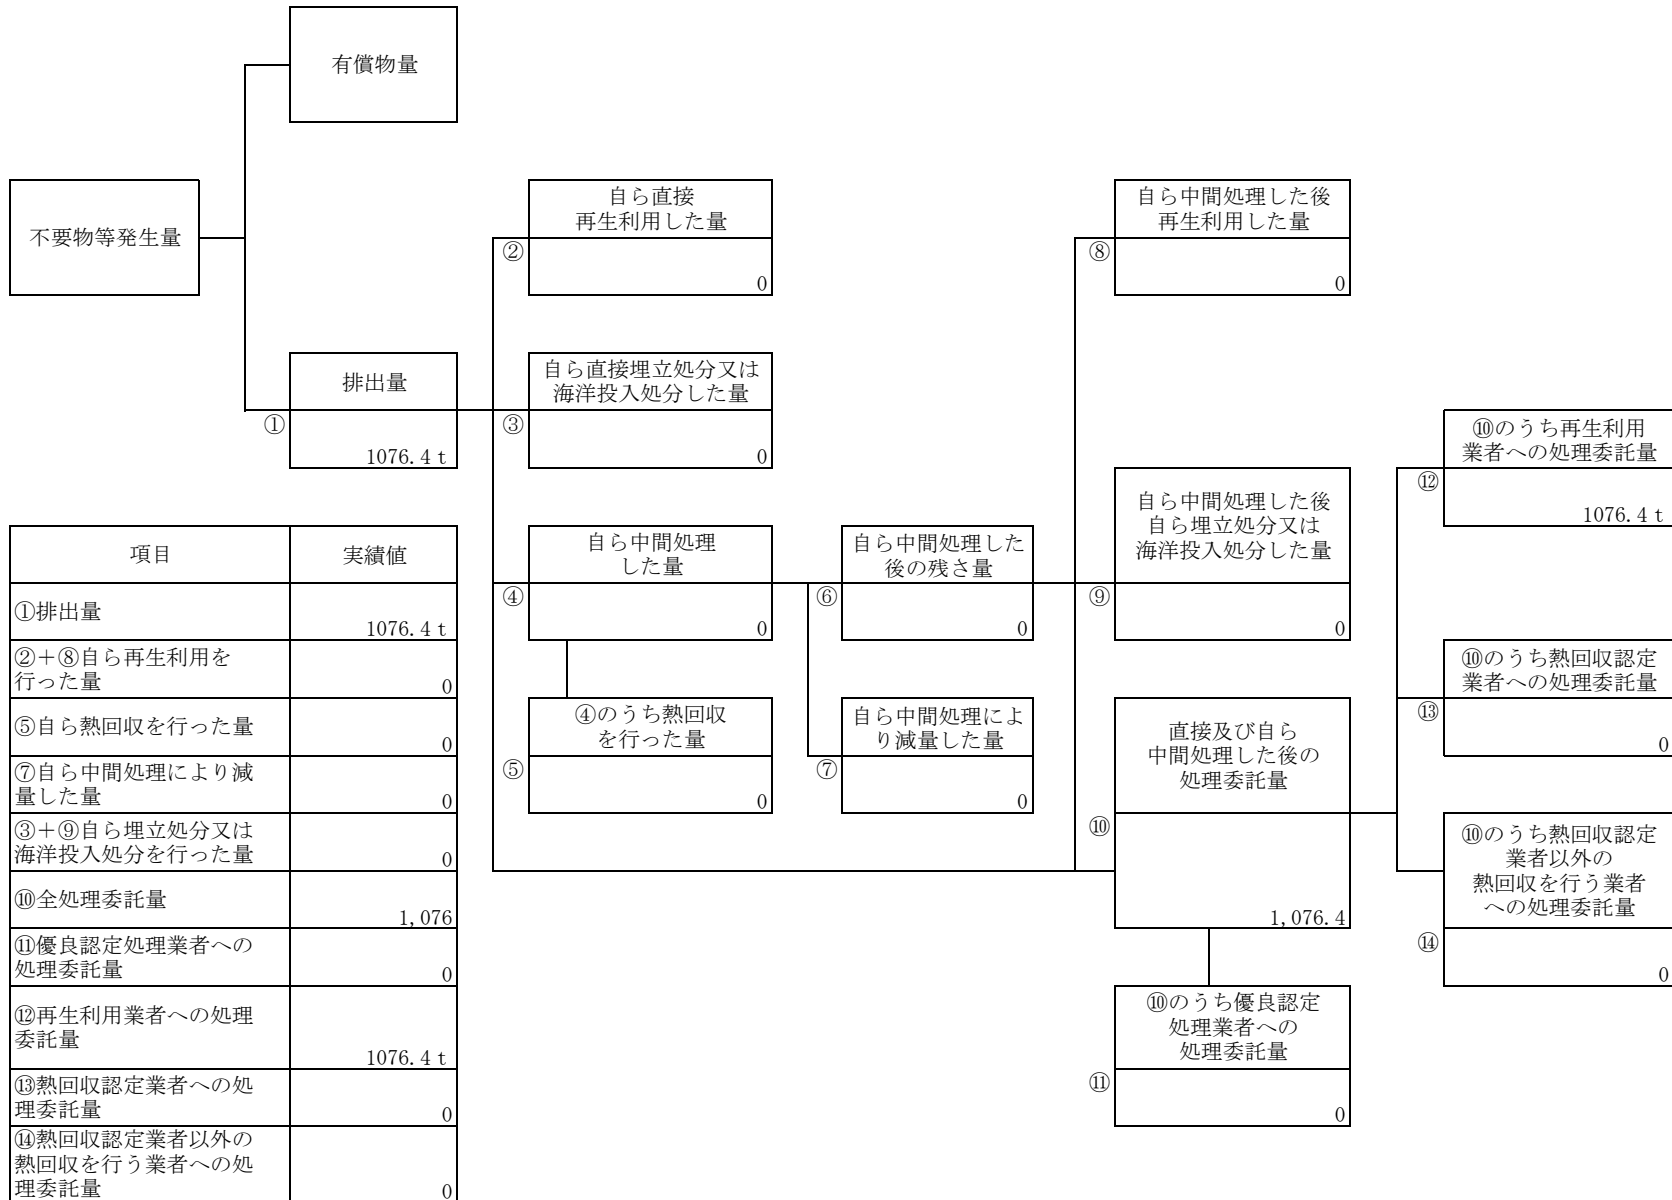 有償物量
不要物等発生量
自ら直接
再生利用した量
②
0
自ら中間処理した後
再生利用した量
⑧
0
排出量
①
1076.4 t
自ら直接埋立処分又は
海洋投入処分した量
③
0
⑩のうち再生利用
業者への処理委託量
⑫
1076.4 t
自ら中間処理
した量
④
0
自ら中間処理した
後の残さ量
⑥
0
自ら中間処理した後
自ら埋立処分又は
海洋投入処分した量
⑨
0
⑩のうち熱回収認定
業者への処理委託量
⑬
0
④のうち熱回収
を行った量
⑤
0
自ら中間処理によ
り減量した量
⑦
0
直接及び自ら
中間処理した後の
処理委託量
⑩
1,076.4
⑩のうち熱回収認定
業者以外の
熱回収を行う業者
への処理委託量
⑭
0
⑩のうち優良認定
処理業者への
処理委託量
⑪
0
項目
実績値
①排出量
1076.4 t
②＋⑧自ら再生利用を
行った量
0
⑤自ら熱回収を行った量
0
⑦自ら中間処理により減
量した量
0
③＋⑨自ら埋立処分又は
海洋投入処分を行った量
0
⑩全処理委託量
1,076
⑪優良認定処理業者への
処理委託量
0
⑫再生利用業者への処理
委託量
1076.4 t
⑬熱回収認定業者への処
理委託量
0
⑭熱回収認定業者以外の
熱回収を行う業者への処
理委託量
0